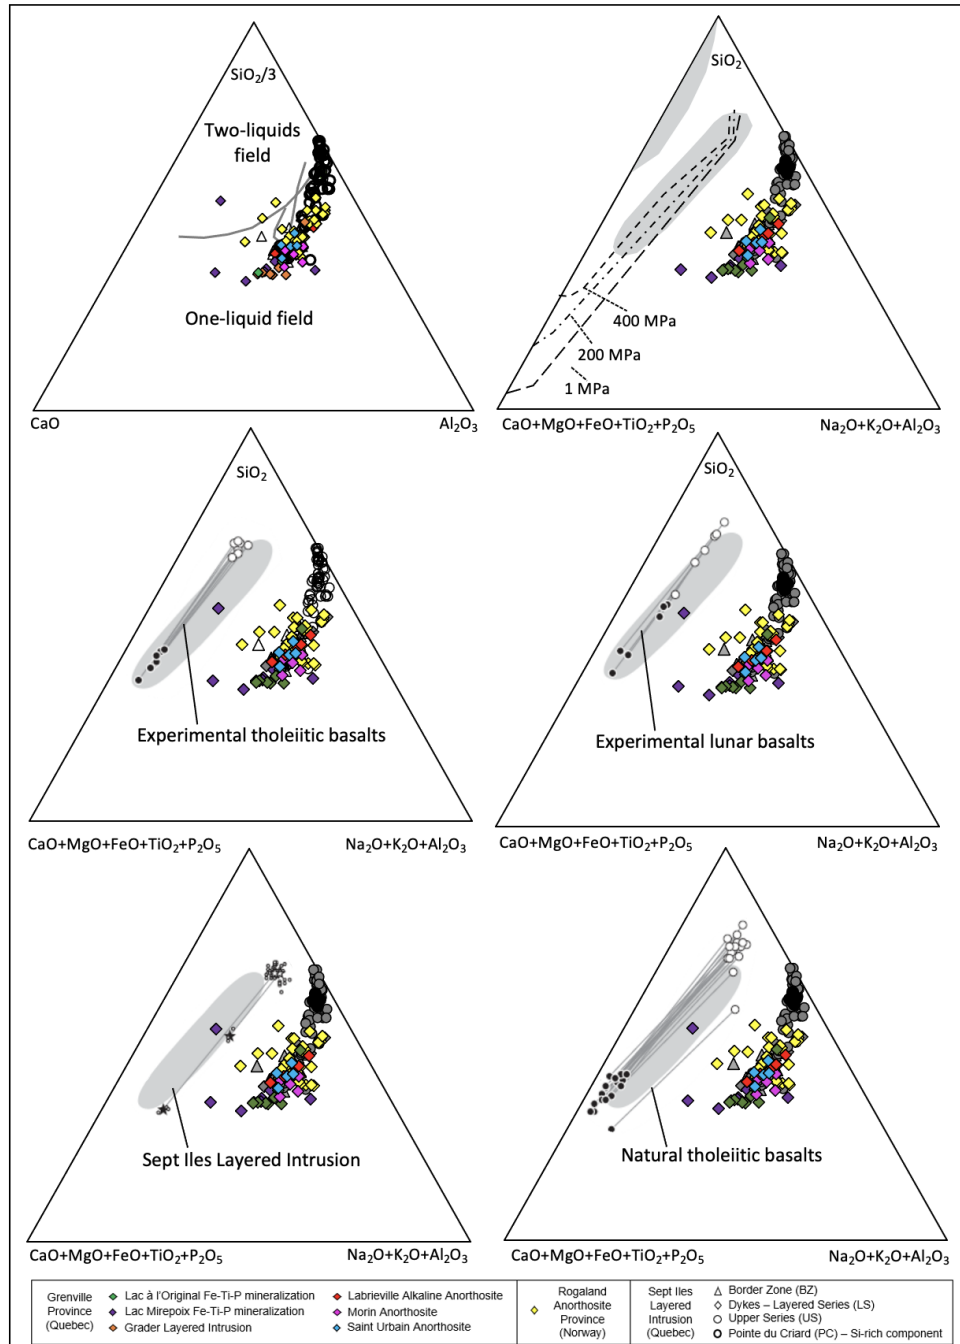 SiO₂/3
Two-liquids
field
One-liquid field
CaO
Al₂O₃
SiO₂
400 MPa
200 MPa
1 MPa
CaO+MgO+FeO+TiO₂+P₂O₅
Na₂O+K₂O+Al₂O₃
SiO₂
Experimental tholeiitic basalts
CaO+MgO+FeO+TiO₂+P₂O₅
Na₂O+K₂O+Al₂O₃
SiO₂
Experimental lunar basalts
CaO+MgO+FeO+TiO₂+P₂O₅
Na₂O+K₂O+Al₂O₃
Sept Iles Layered Intrusion
CaO+MgO+FeO+TiO₂+P₂O₅
Na₂O+K₂O+Al₂O₃
Natural tholeiitic basalts
CaO+MgO+FeO+TiO₂+P₂O₅
Na₂O+K₂O+Al₂O₃
Grenville
Province
(Quebec)
Lac à l'Original Fe-Ti-P mineralization
Lac Mirepoix Fe-Ti-P mineralization
Grader Layered Intrusion
Labrieville Alkaline Anorthosite
Morin Anorthosite
Saint Urbain Anorthosite
Rogaland
Anorthosite
Province
(Norway)
Sept Iles
Layered
Intrusion
(Quebec)
Border Zone (BZ)
Dykes – Layered Series (LS)
Upper Series (US)
Pointe du Criard (PC) – Si-rich component